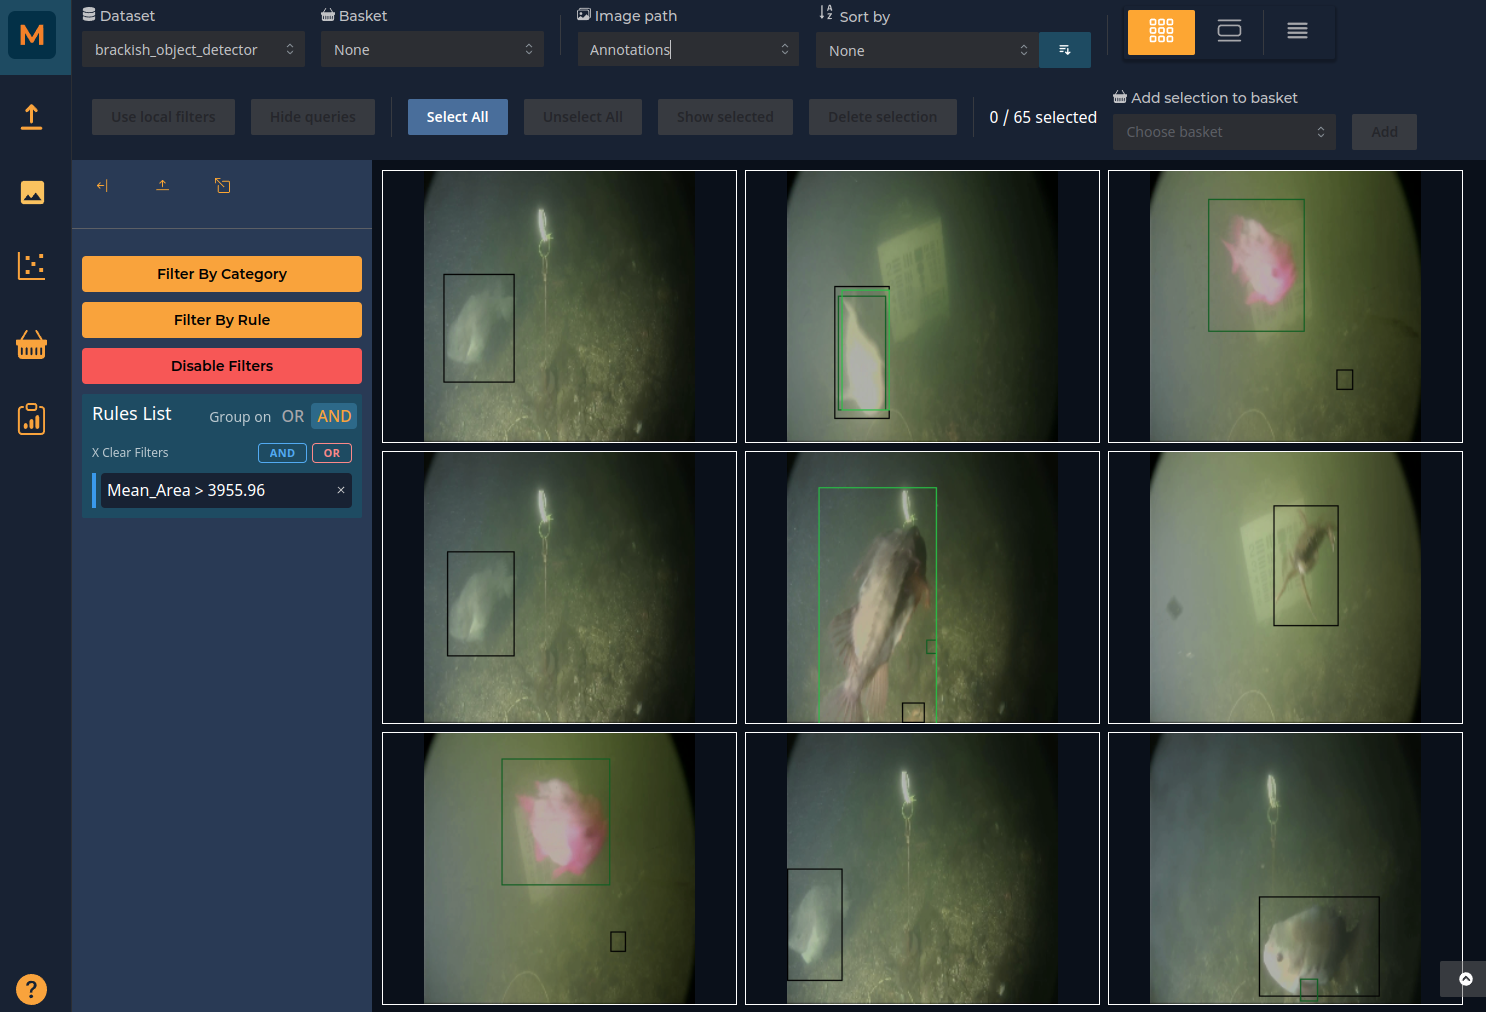 M
Dataset
Basket
Image path
Sort by
brackish_object_detector
None
Annotations
None
Use local filters
Hide queries
Select All
Unselect All
Show selected
Delete selection
0 / 65 selected
Add selection to basket
Choose basket
Add
Filter By Category
Filter By Rule
Disable Filters
Rules List
Group on OR AND
X Clear Filters
AND
OR
Mean_Area > 3955.96
×
?